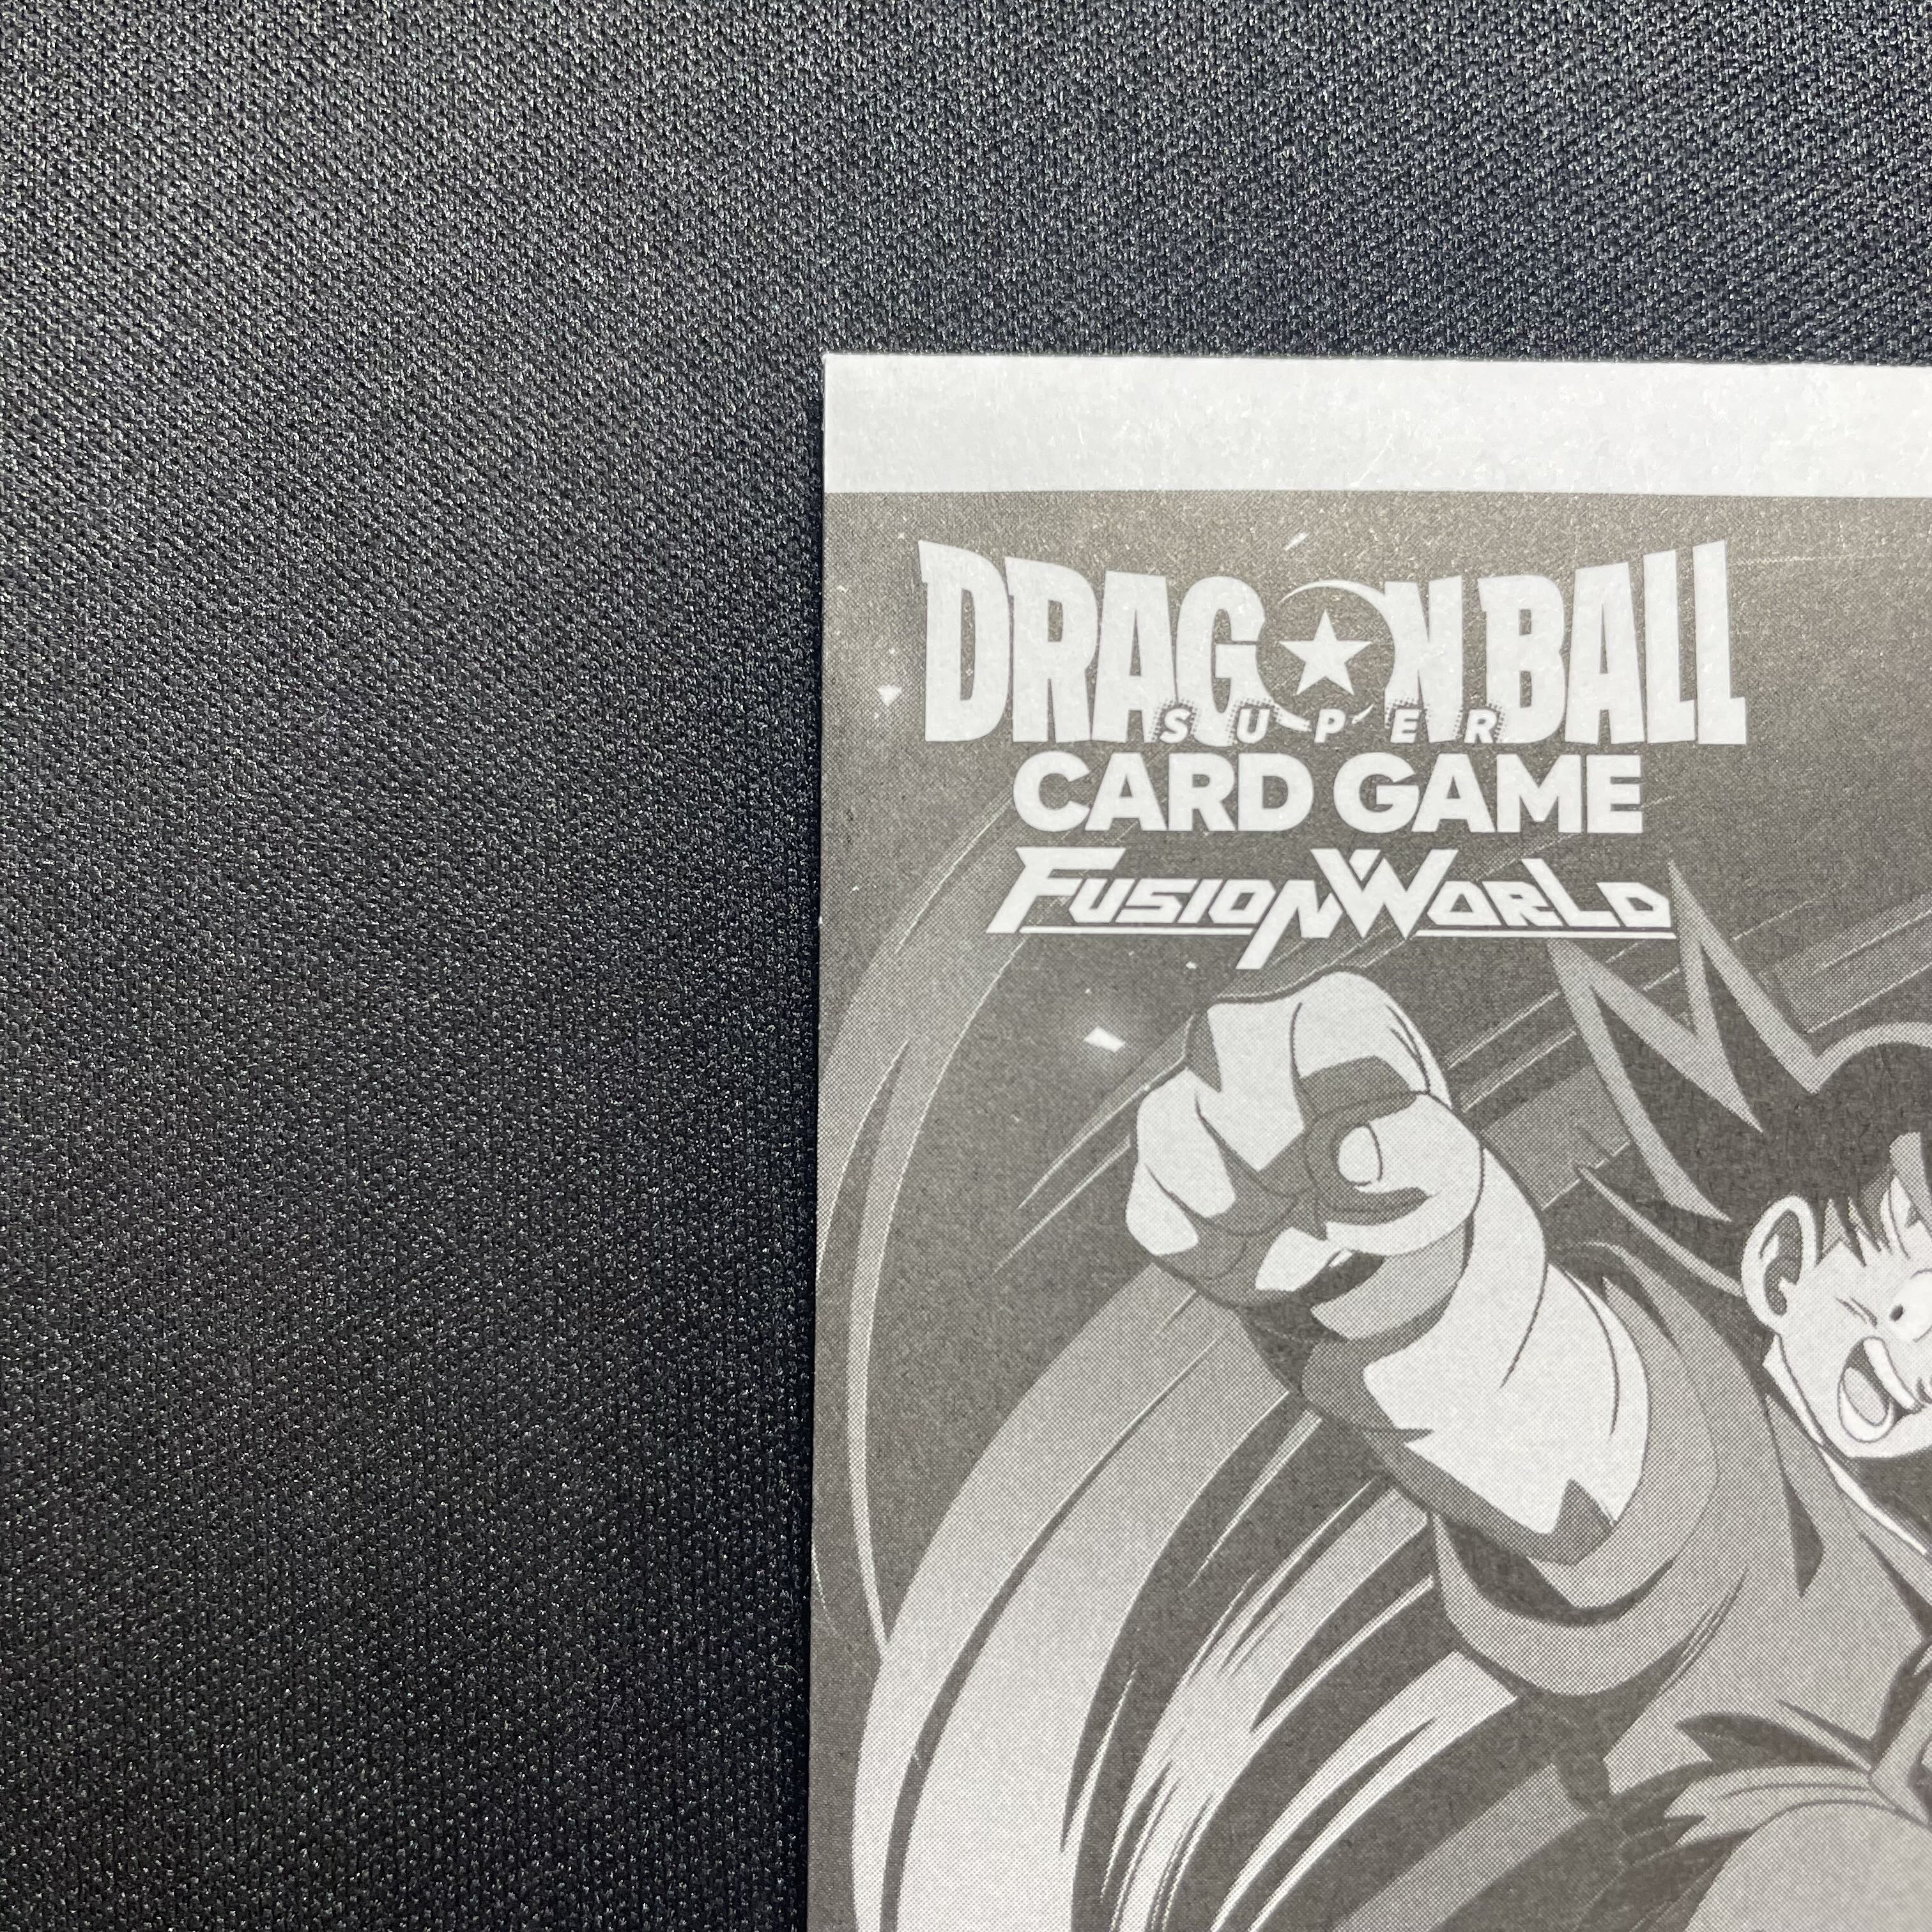 DRAGON BALL
SUPER
CARD GAME
FUSION WORLD